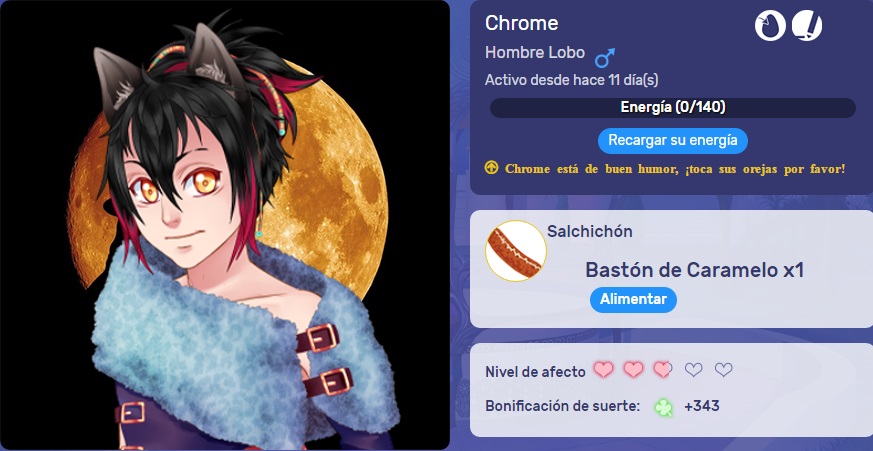 Chrome
Hombre Lobo
Activo desde hace 11 día(s)
Energía (0/140)
Recargar su energía
Chrome está de buen humor, ¡toca sus orejas por favor!
Salchichón
Bastón de Caramelo x1
Alimentar
Nivel de afecto
Bonificación de suerte: +343